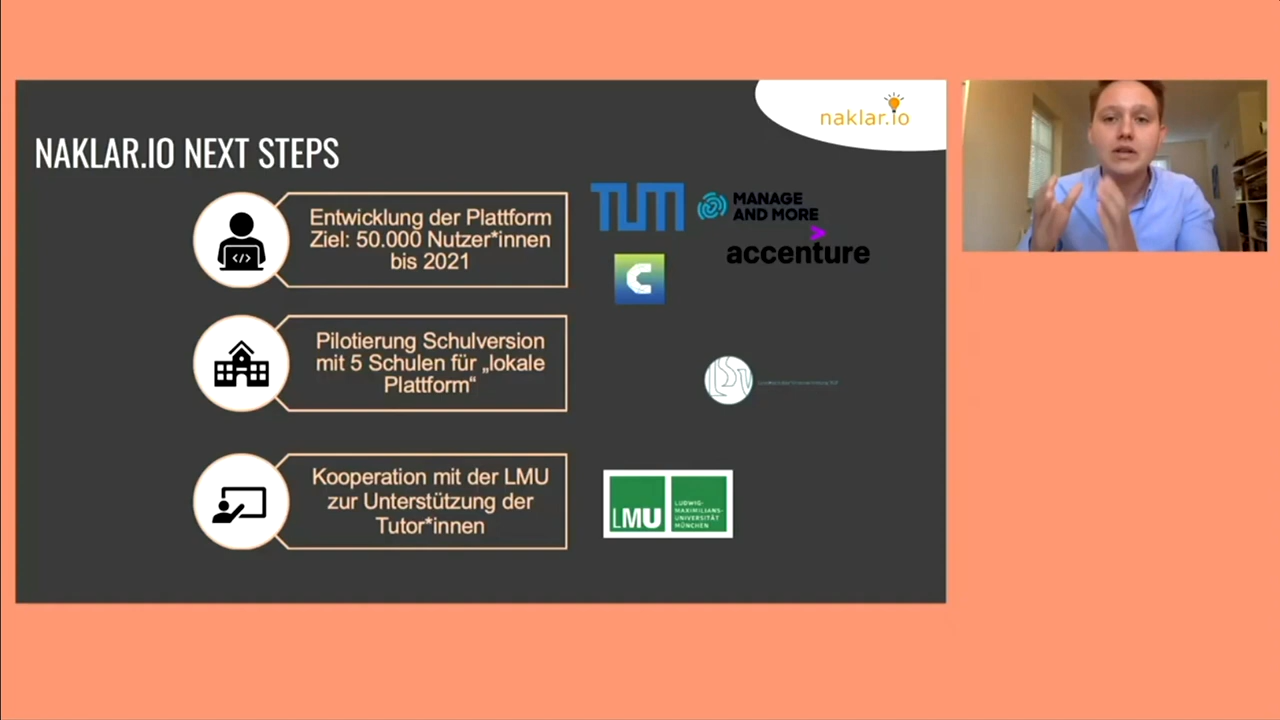 naklar.io
NAKLAR.IO NEXT STEPS
Entwicklung der Plattform
Ziel: 50.000 Nutzer*innen
bis 2021
</>
TUM
MANAGE
AND MORE
accenture
C
Pilotierung Schulversion
mit 5 Schulen für „lokale
Plattform“
LSV
Kooperation mit der LMU
zur Unterstützung der
Tutor*innen
LMU
LUDWIG-
MAXIMILIANS-
UNIVERSITÄT
MÜNCHEN